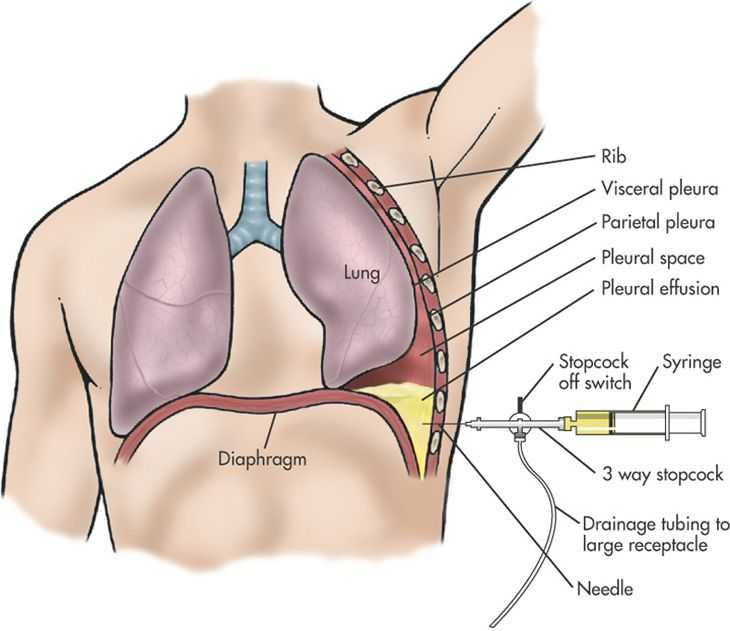 Rib
Visceral pleura
Parietal pleura
Lung
Pleural space
Pleural effusion
Stopcock
off switch
Syringe
Diaphragm
3 way stopcock
Drainage tubing to
large receptacle
Needle